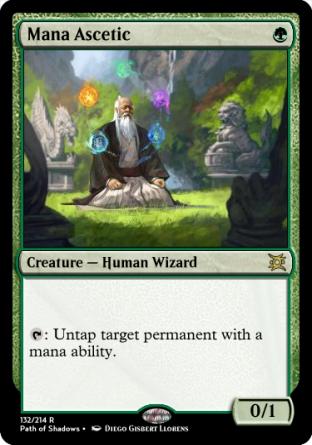 Mana Ascetic
Creature — Human Wizard
: Untap target permanent with a
mana ability.
0/1
132/214 R
Path of Shadows • Diego Gisbert Llorens